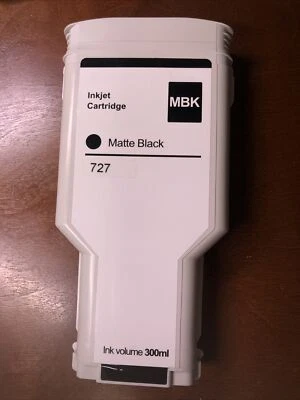 Inkjet
Cartridge
MBK
Matte Black
727
Ink volume 300ml